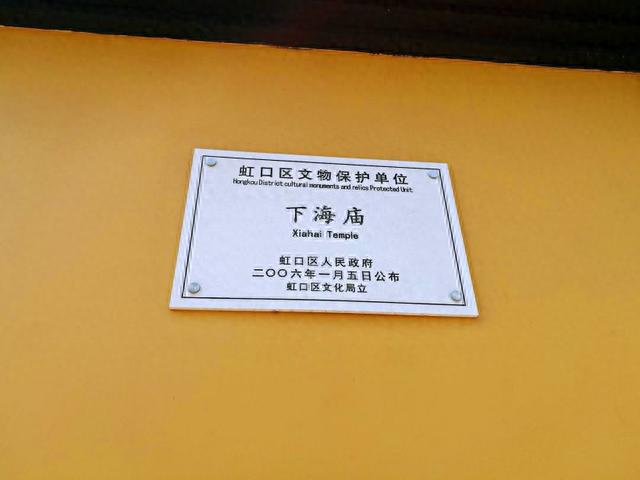 虹口区文物保护单位
Hongkou District cultural monuments and relics Protected Unit
下海庙
Xiahai Temple
虹口区人民政府
二〇〇六年一月五日公布
虹口区文化局立